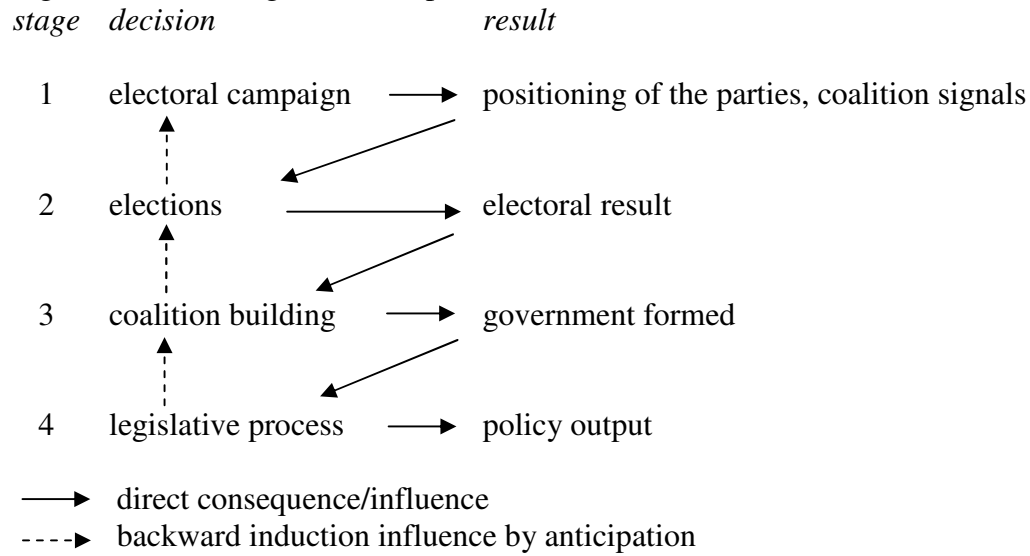 stage decision result
1 electoral campaign positioning of the parties, coalition signals
2 elections electoral result
3 coalition building government formed
4 legislative process policy output
direct consequence/influence
backward induction influence by anticipation